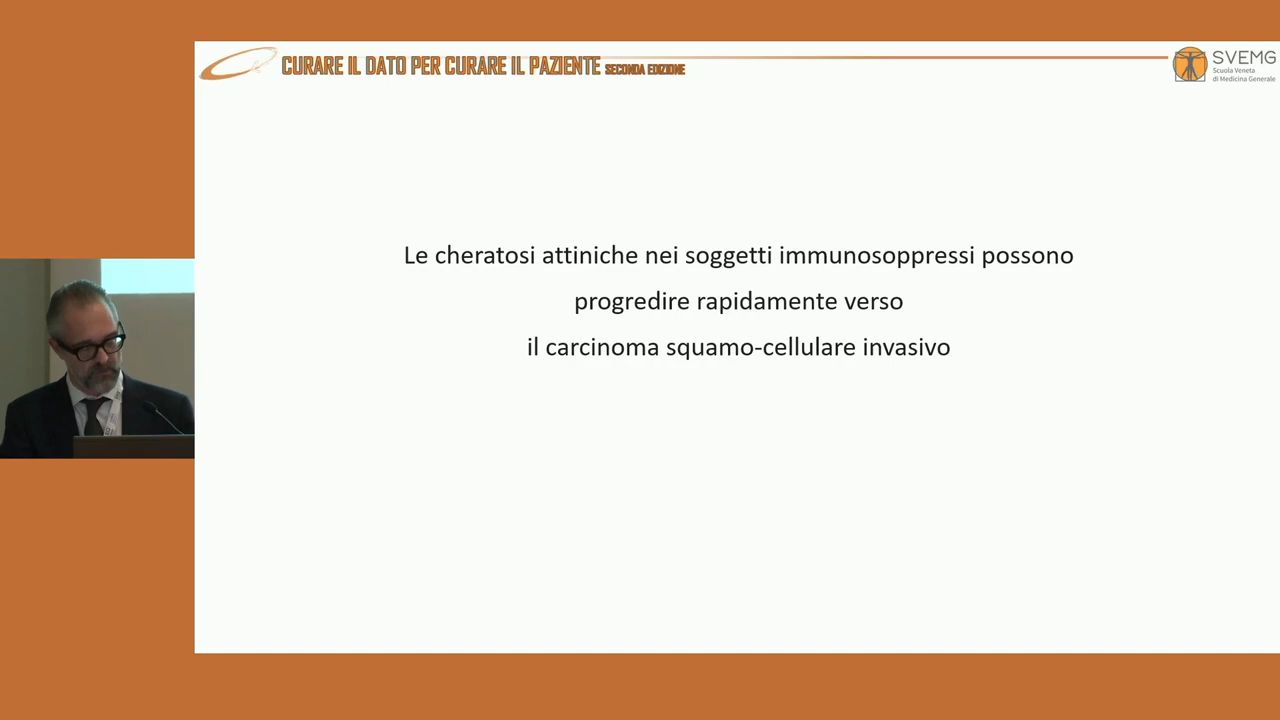 CURARE IL DATO PER CURARE IL PAZIENTE SECONDA EDIZIONE
SVEMG
Scuola Veneta
di Medicina Generale
Le cheratosi attiniche nei soggetti immunosoppressi possono
progredire rapidamente verso
il carcinoma squamo-cellulare invasivo